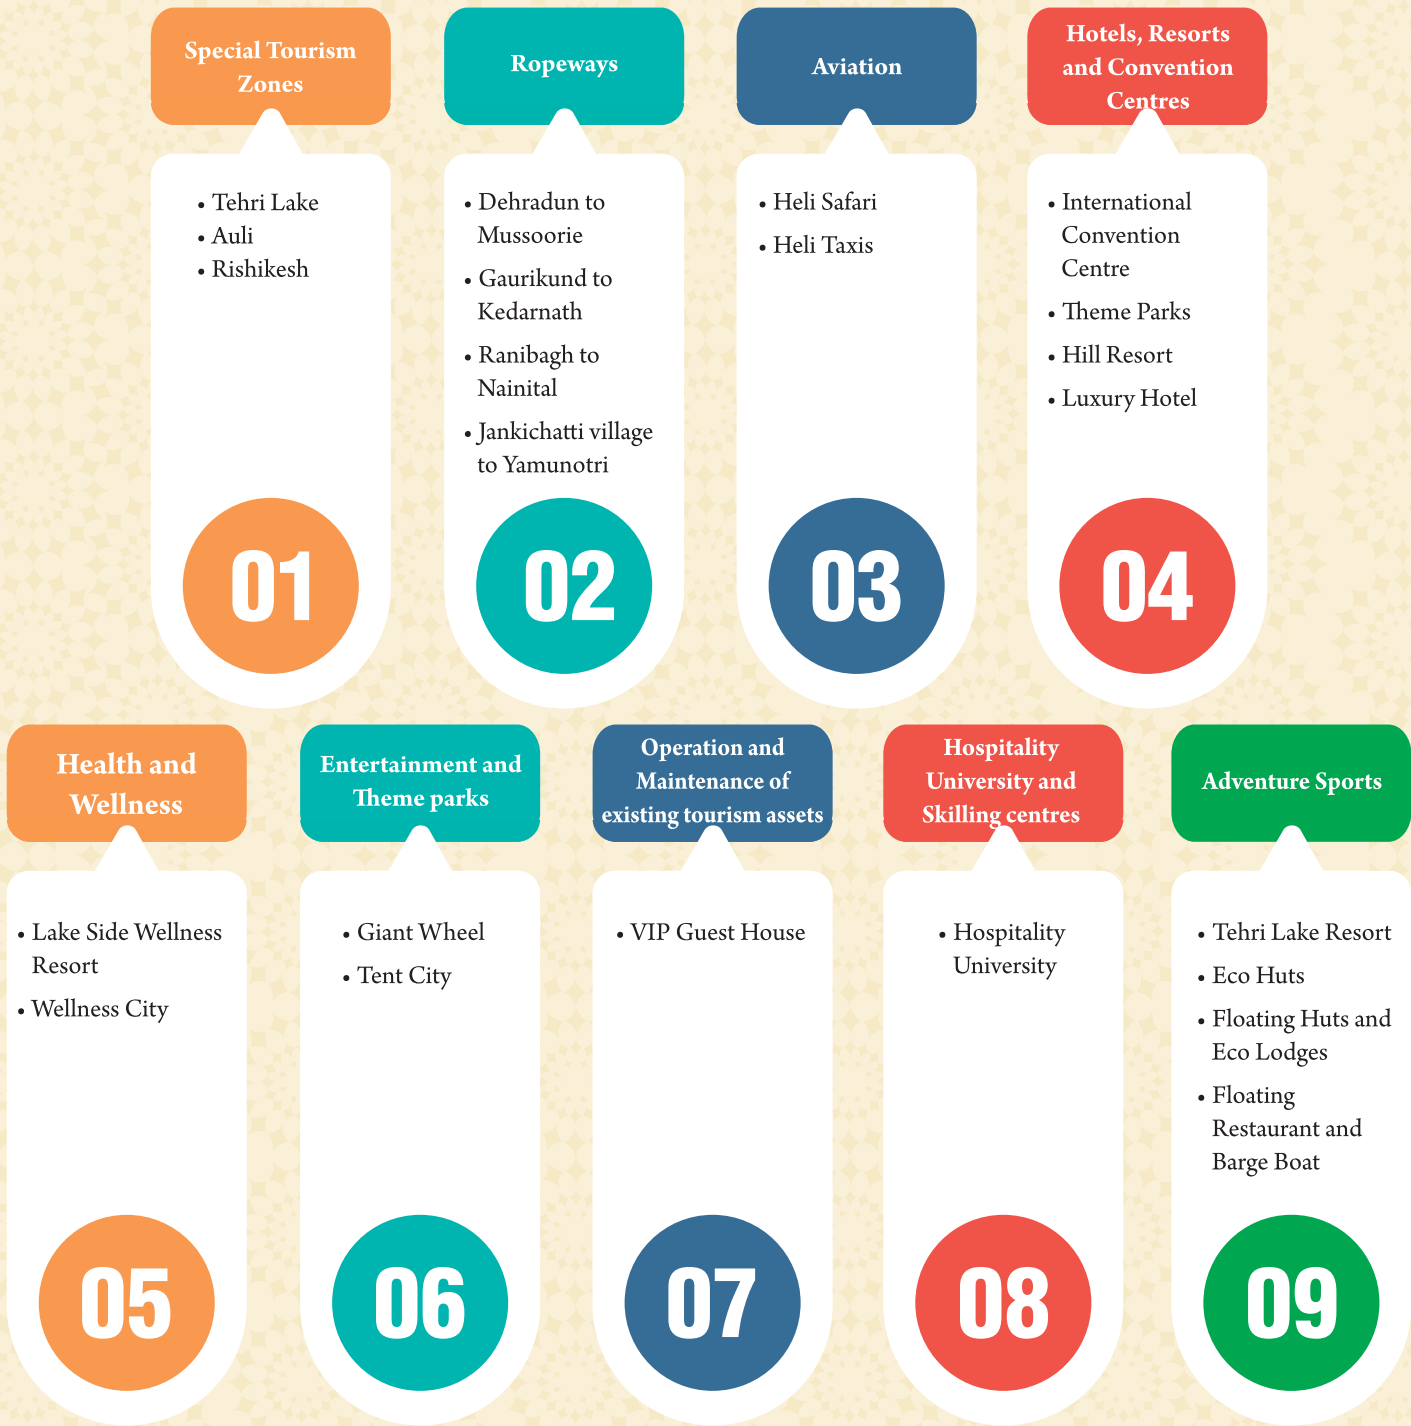 Special Tourism
Zones
• Tehri Lake
• Auli
• Rishikesh
01
Ropeways
• Dehradun to
Mussoorie
• Gaurikund to
Kedarnath
• Ranibagh to
Nainital
• Jankichatti village
to Yamunotri
02
Aviation
• Heli Safari
• Heli Taxis
03
Hotels, Resorts
and Convention
Centres
• International
Convention
Centre
• Theme Parks
• Hill Resort
• Luxury Hotel
04
Health and
Wellness
• Lake Side Wellness
Resort
• Wellness City
05
Entertainment and
Theme parks
• Giant Wheel
• Tent City
06
Operation and
Maintenance of
existing tourism assets
• VIP Guest House
07
Hospitality
University and
Skilling centres
• Hospitality
University
08
Adventure Sports
• Tehri Lake Resort
• Eco Huts
• Floating Huts and
Eco Lodges
• Floating
Restaurant and
Barge Boat
09